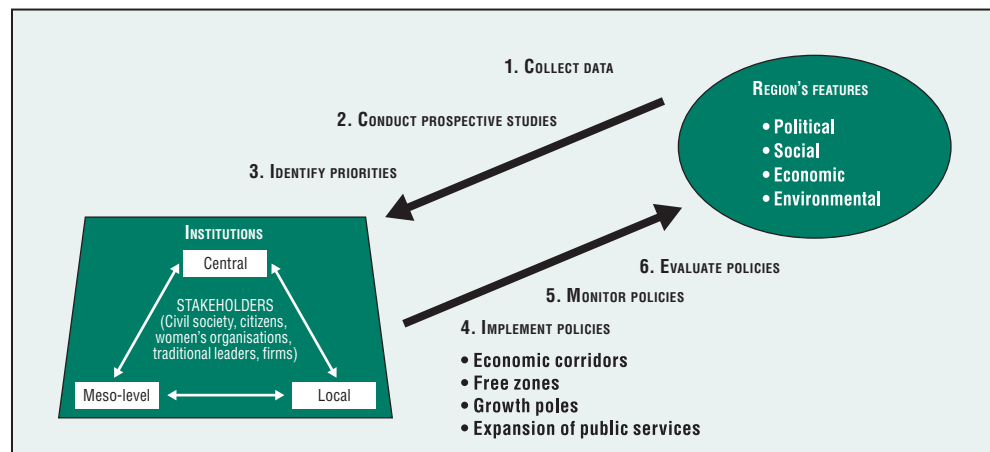 1. COLLECT DATA
2. CONDUCT PROSPECTIVE STUDIES
3. IDENTIFY PRIORITIES
REGION'S FEATURES
• Political
• Social
• Economic
• Environmental
INSTITUTIONS
Central
STAKEHOLDERS
(Civil society, citizens,
women's organisations,
traditional leaders, firms)
Meso-level
Local
6. EVALUATE POLICIES
5. MONITOR POLICIES
4. IMPLEMENT POLICIES
• Economic corridors
• Free zones
• Growth poles
• Expansion of public services